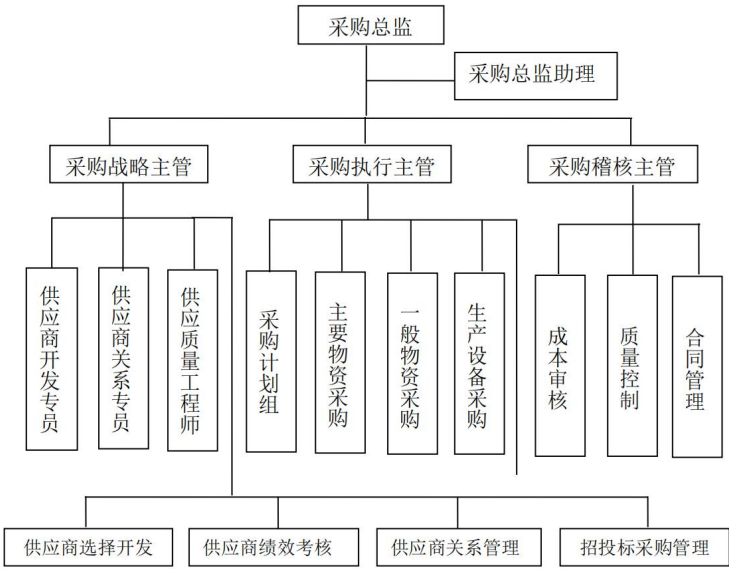 采购总监
采购总监助理
采购战略主管
采购执行主管
采购稽核主管
供应商开发专员
供应商关系专员
供应质量工程师
采购计划组
主要物资采购
一般物资采购
生产设备采购
成本审核
质量控制
合同管理
供应商选择开发
供应商绩效考核
供应商关系管理
招投标采购管理